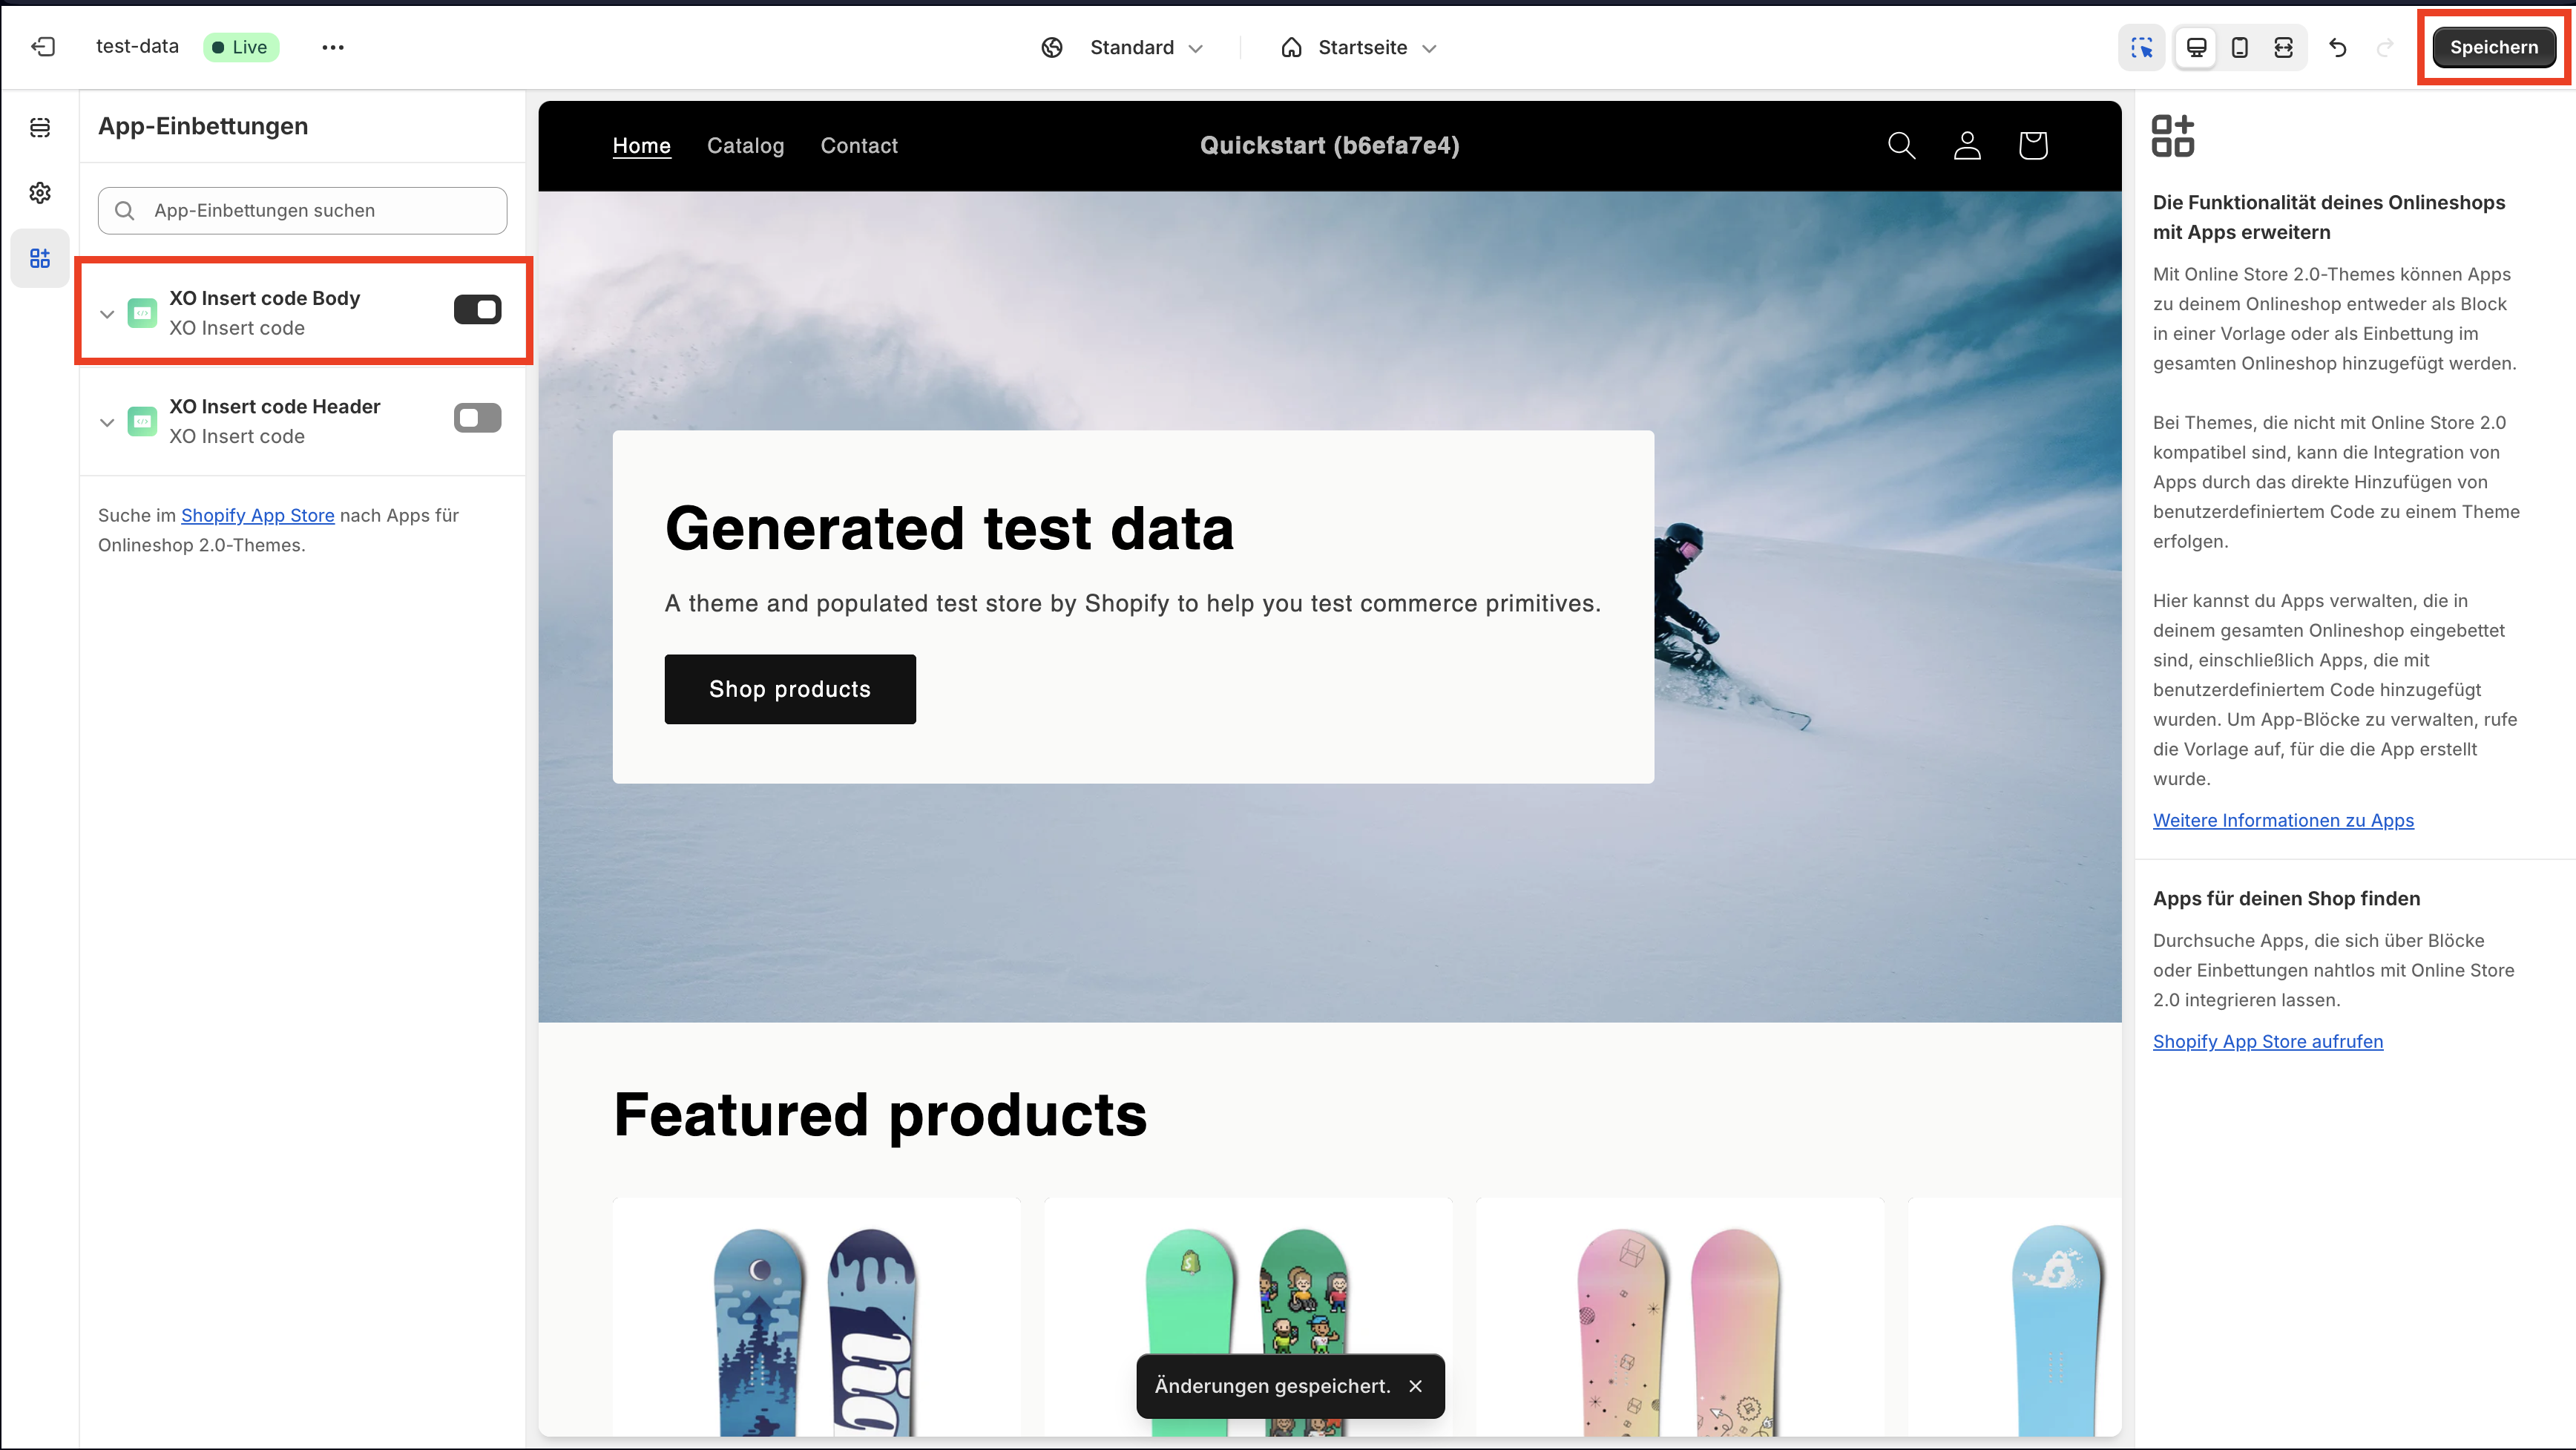 test-data
Live
Standard
Startseite
Speichern
App-Einbettungen
App-Einbettungen suchen
XO Insert code Body
XO Insert code
XO Insert code Header
XO Insert code
Suche im Shopify App Store nach Apps für
Onlineshop 2.0-Themes.
Home
Catalog
Contact
Quickstart (b6efa7e4)
Generated test data
A theme and populated test store by Shopify to help you test commerce primitives.
Shop products
Featured products
Änderungen gespeichert.
Die Funktionalität deines Onlineshops
mit Apps erweitern
Mit Online Store 2.0-Themes können Apps
zu deinem Onlineshop entweder als Block
in einer Vorlage oder als Einbettung im
gesamten Onlineshop hinzugefügt werden.
Bei Themes, die nicht mit Online Store 2.0
kompatibel sind, kann die Integration von
Apps durch das direkte Hinzufügen von
benutzerdefiniertem Code zu einem Theme
erfolgen.
Hier kannst du Apps verwalten, die in
deinem gesamten Onlineshop eingebettet
sind, einschließlich Apps, die mit
benutzerdefiniertem Code hinzugefügt
wurden. Um App-Blöcke zu verwalten, rufe
die Vorlage auf, für die die App erstellt
wurde.
Weitere Informationen zu Apps
Apps für deinen Shop finden
Durchsuche Apps, die sich über Blöcke
oder Einbettungen nahtlos mit Online Store
2.0 integrieren lassen.
Shopify App Store aufrufen